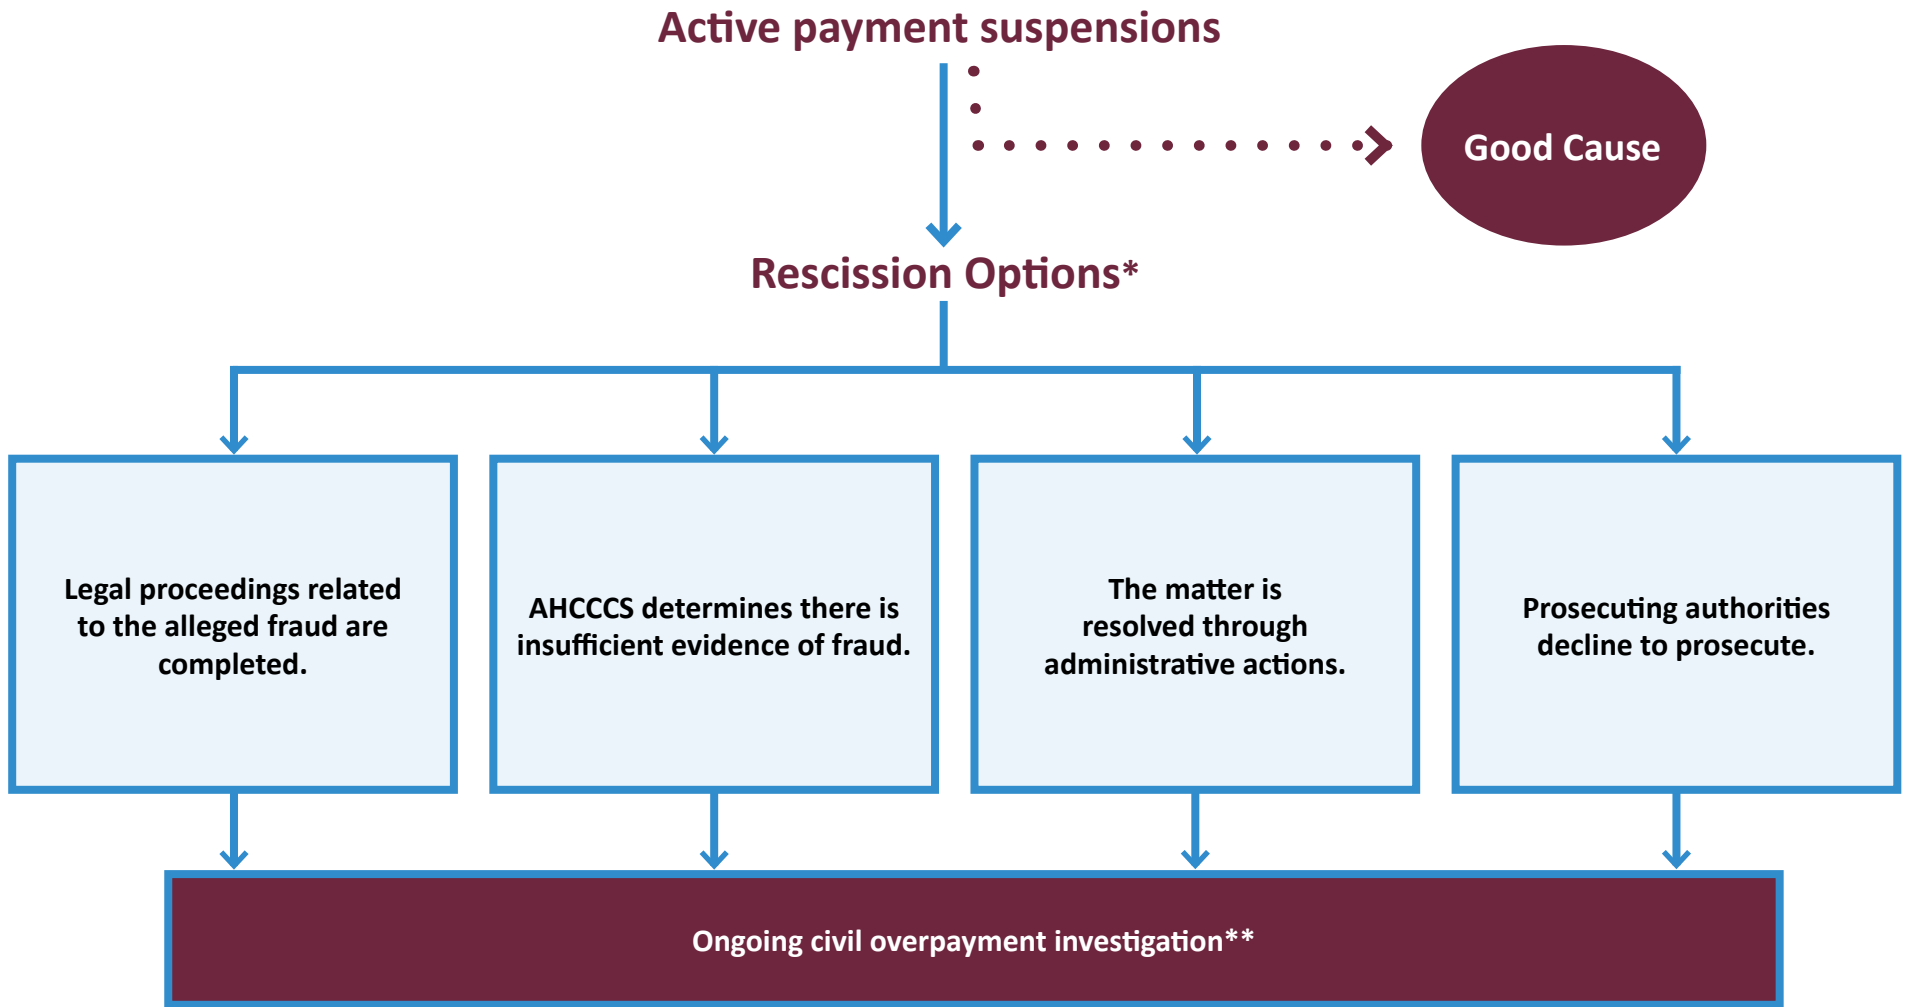 Active payment suspensions
Good Cause
Rescission Options*
Legal proceedings related
to the alleged fraud are
completed.
AHCCCS determines there is
insufficient evidence of fraud.
The matter is
resolved through
administrative actions.
Prosecuting authorities
decline to prosecute.
Ongoing civil overpayment investigation**